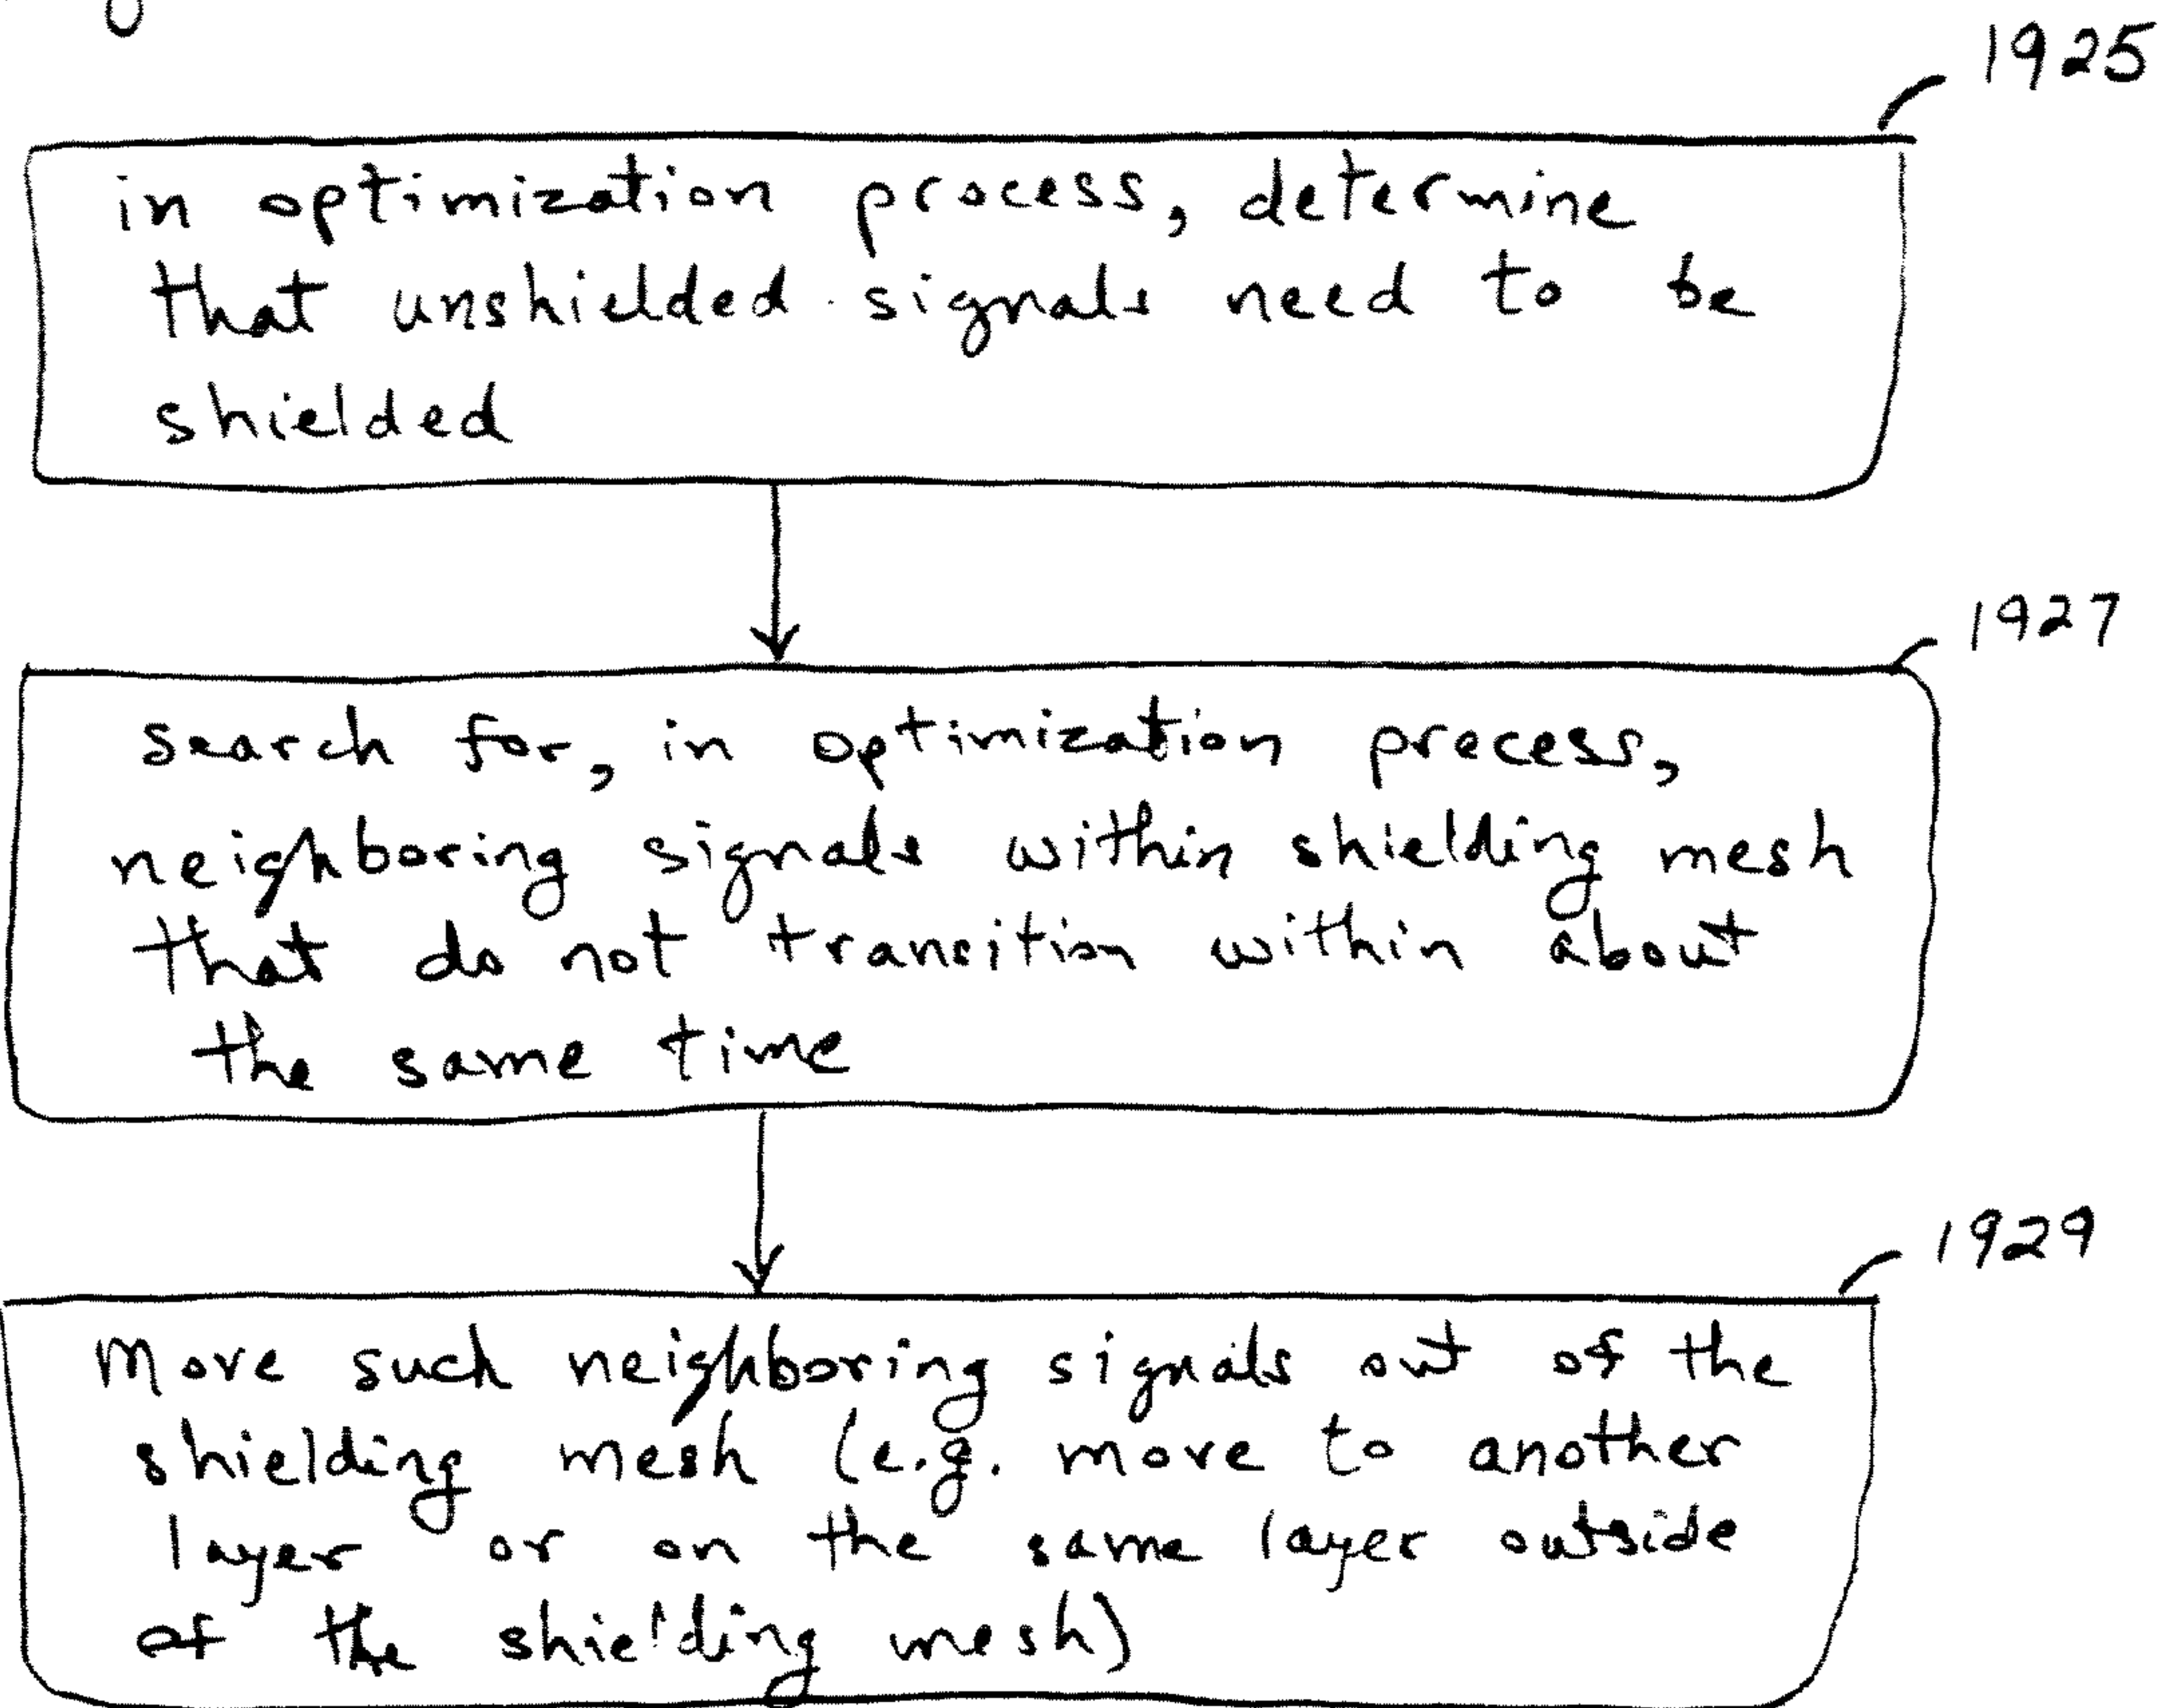 1925
in optimization process, determine
that unshielded signals need to be
shielded
1927
search for, in optimization process,
neighboring signals within shielding mesh
that do not transition within about
the same time
1929
Move such neighboring signals out of the
shielding mesh (e.g. move to another
layer or on the same layer outside
of the shielding mesh)